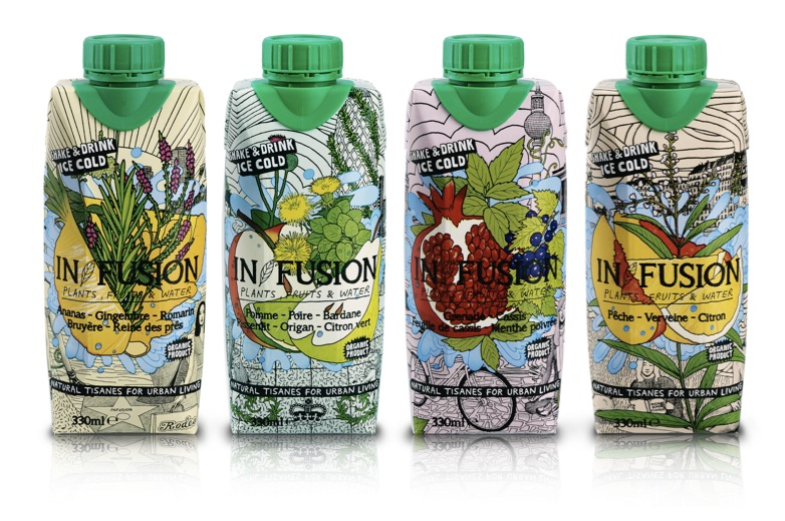 SHAKE & DRINK
ICE COLD
IN FUSION
PLANTS, FRUITS & WATER
Ananas - Gingembre - Romarin
Bruyère - Reine des prés
ORGANIC
PRODUCT
NATURAL TISANES FOR URBAN LIVING
330ml e
SHAKE & DRINK
ICE COLD
IN FUSION
PLANTS, FRUITS & WATER
Pomme - Poire - Bardane
Origan - Citron vert
ORGANIC
PRODUCT
NATURAL TISANES FOR URBAN LIVING
330ml e
SHAKE & DRINK
ICE COLD
IN FUSION
PLANTS, FRUITS & WATER
Cassis
de cassis - Menthe poivrée
ORGANIC
PRODUCT
NATURAL TISANES FOR URBAN LIVING
330ml e
SHAKE & DRINK
ICE COLD
IN FUSION
PLANTS, FRUITS & WATER
Pêche - Verveine - Citron
ORGANIC
PRODUCT
NATURAL TISANES FOR URBAN LIVING
330ml e